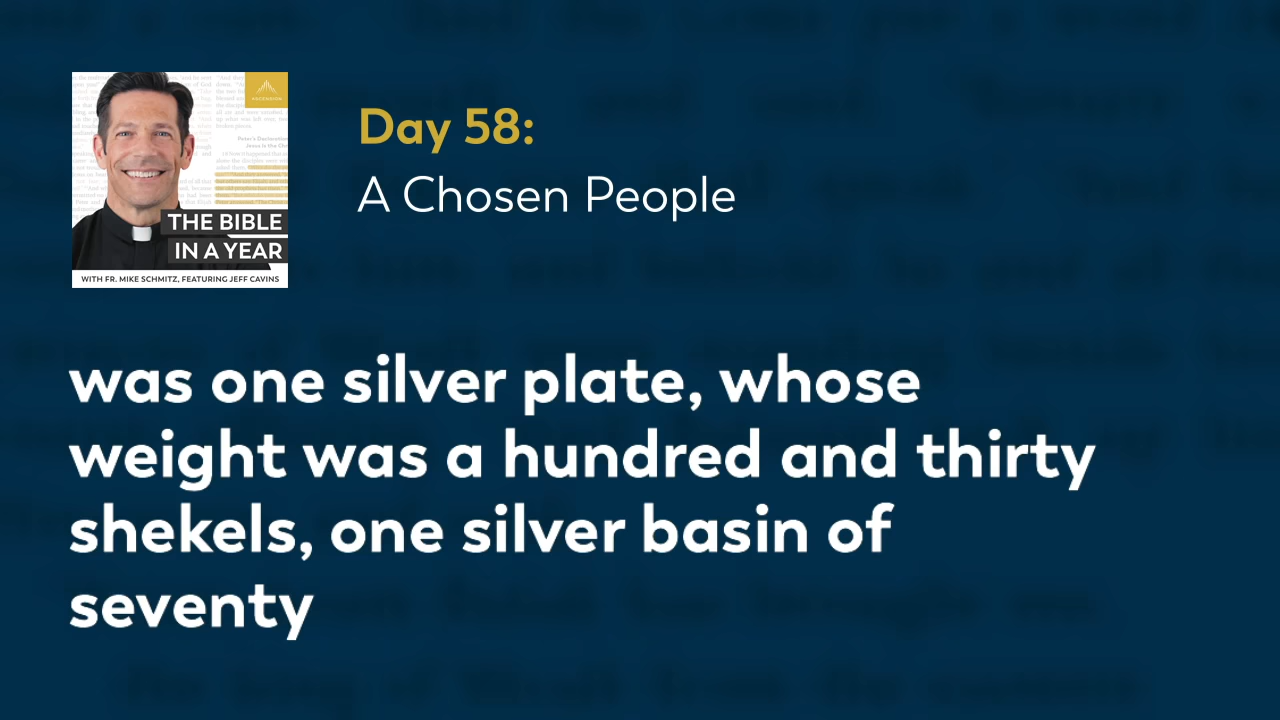 THE BIBLE
IN A YEAR
WITH FR. MIKE SCHMITZ, FEATURING JEFF CAVINS
Day 58:
A Chosen People
was one silver plate, whose
weight was a hundred and thirty
shekels, one silver basin of
seventy